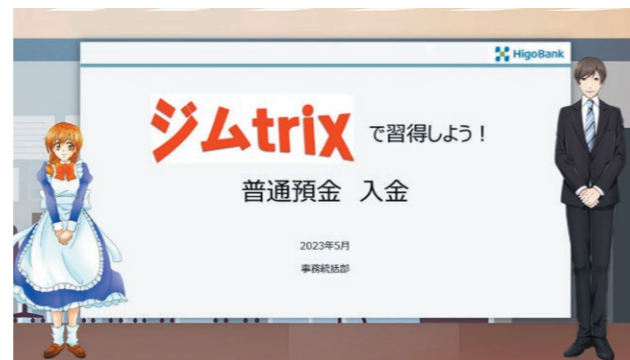 HigoBank
ジムtrix で習得しよう！
普通預金　入金
2023年5月
事務統括部